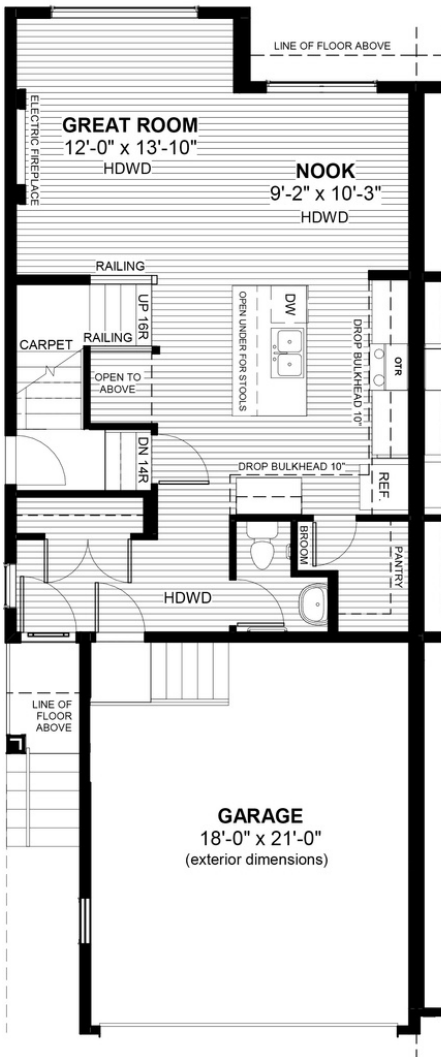 LINE OF FLOOR ABOVE
GREAT ROOM
12'-0" x 13'-10"
HDWD
ELECTRIC FIREPLACE
NOOK
9'-2" x 10'-3"
HDWD
RAILING
UP 16R
RAILING
CARPET
OPEN TO
ABOVE
OPEN UNDER FOR STOOLS
DW
DROP BULKHEAD 10"
OTR
DN 14R
DROP BULKHEAD 10"
REF.
BROOM
PANTRY
HDWD
LINE OF
FLOOR
ABOVE
GARAGE
18'-0" x 21'-0"
(exterior dimensions)